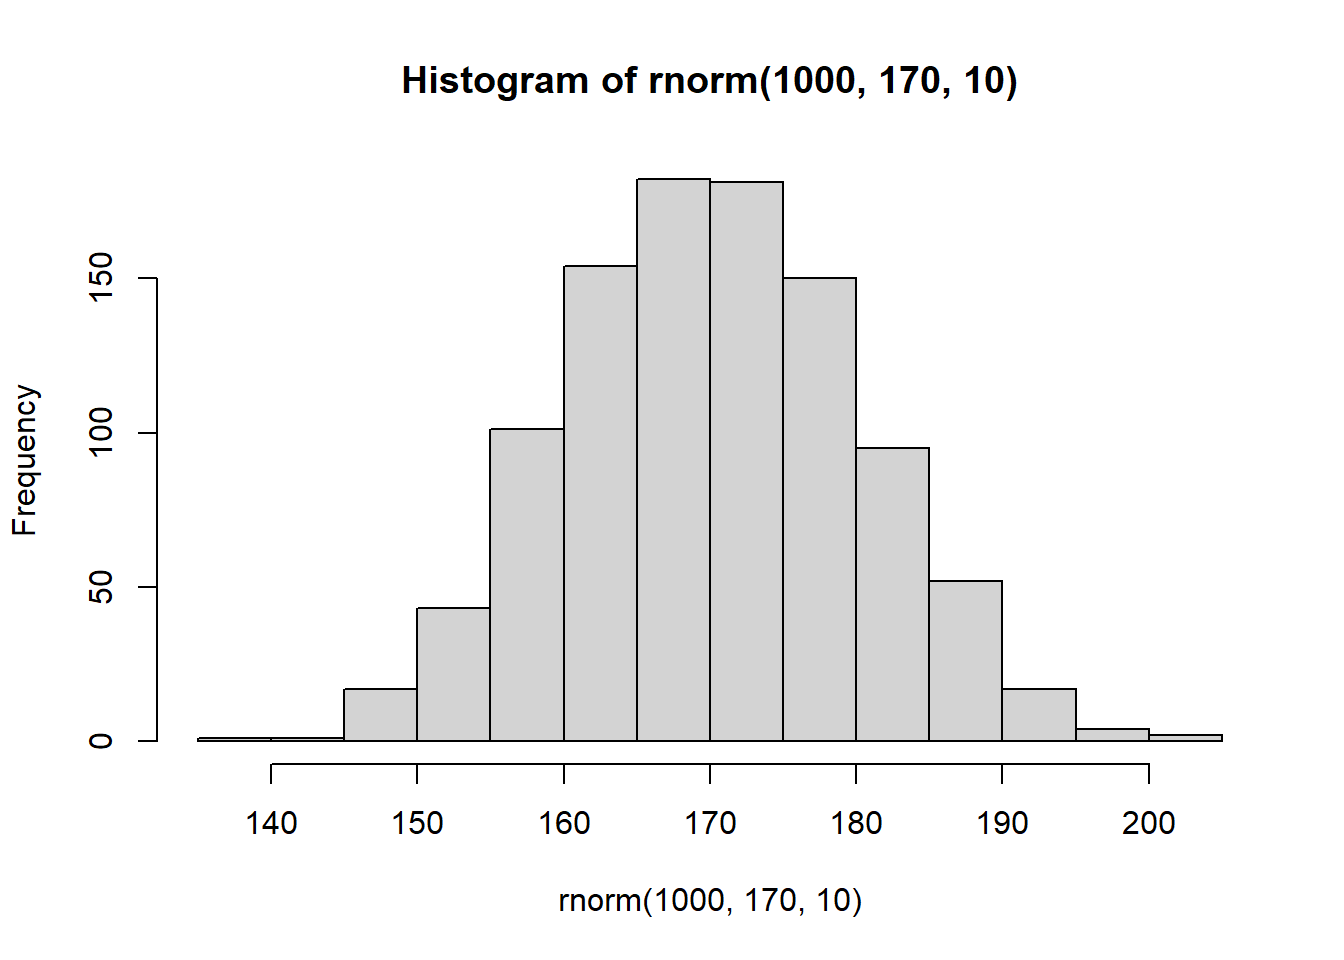 Histogram of rnorm(1000, 170, 10)
Frequency
150
100
50
0
140 150 160 170 180 190 200
rnorm(1000, 170, 10)